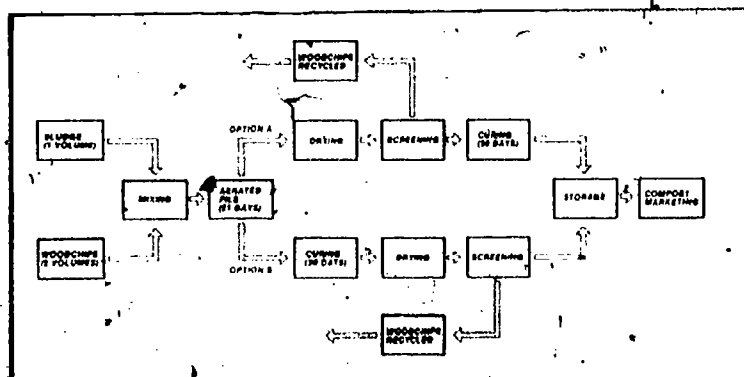 WOODCHIPS
RECYCLED
SLUDGE
(1 VOLUME)
OPTION A
DRYING
SCREENING
CURING
(30 DAYS)
MIXING
AERATED
PILE
(21 DAYS)
STORAGE
COMPOST
MARKETING
WOODCHIPS
(2 VOLUMES)
OPTION B
CURING
(30 DAYS)
DRYING
SCREENING
WOODCHIPS
RECYCLED